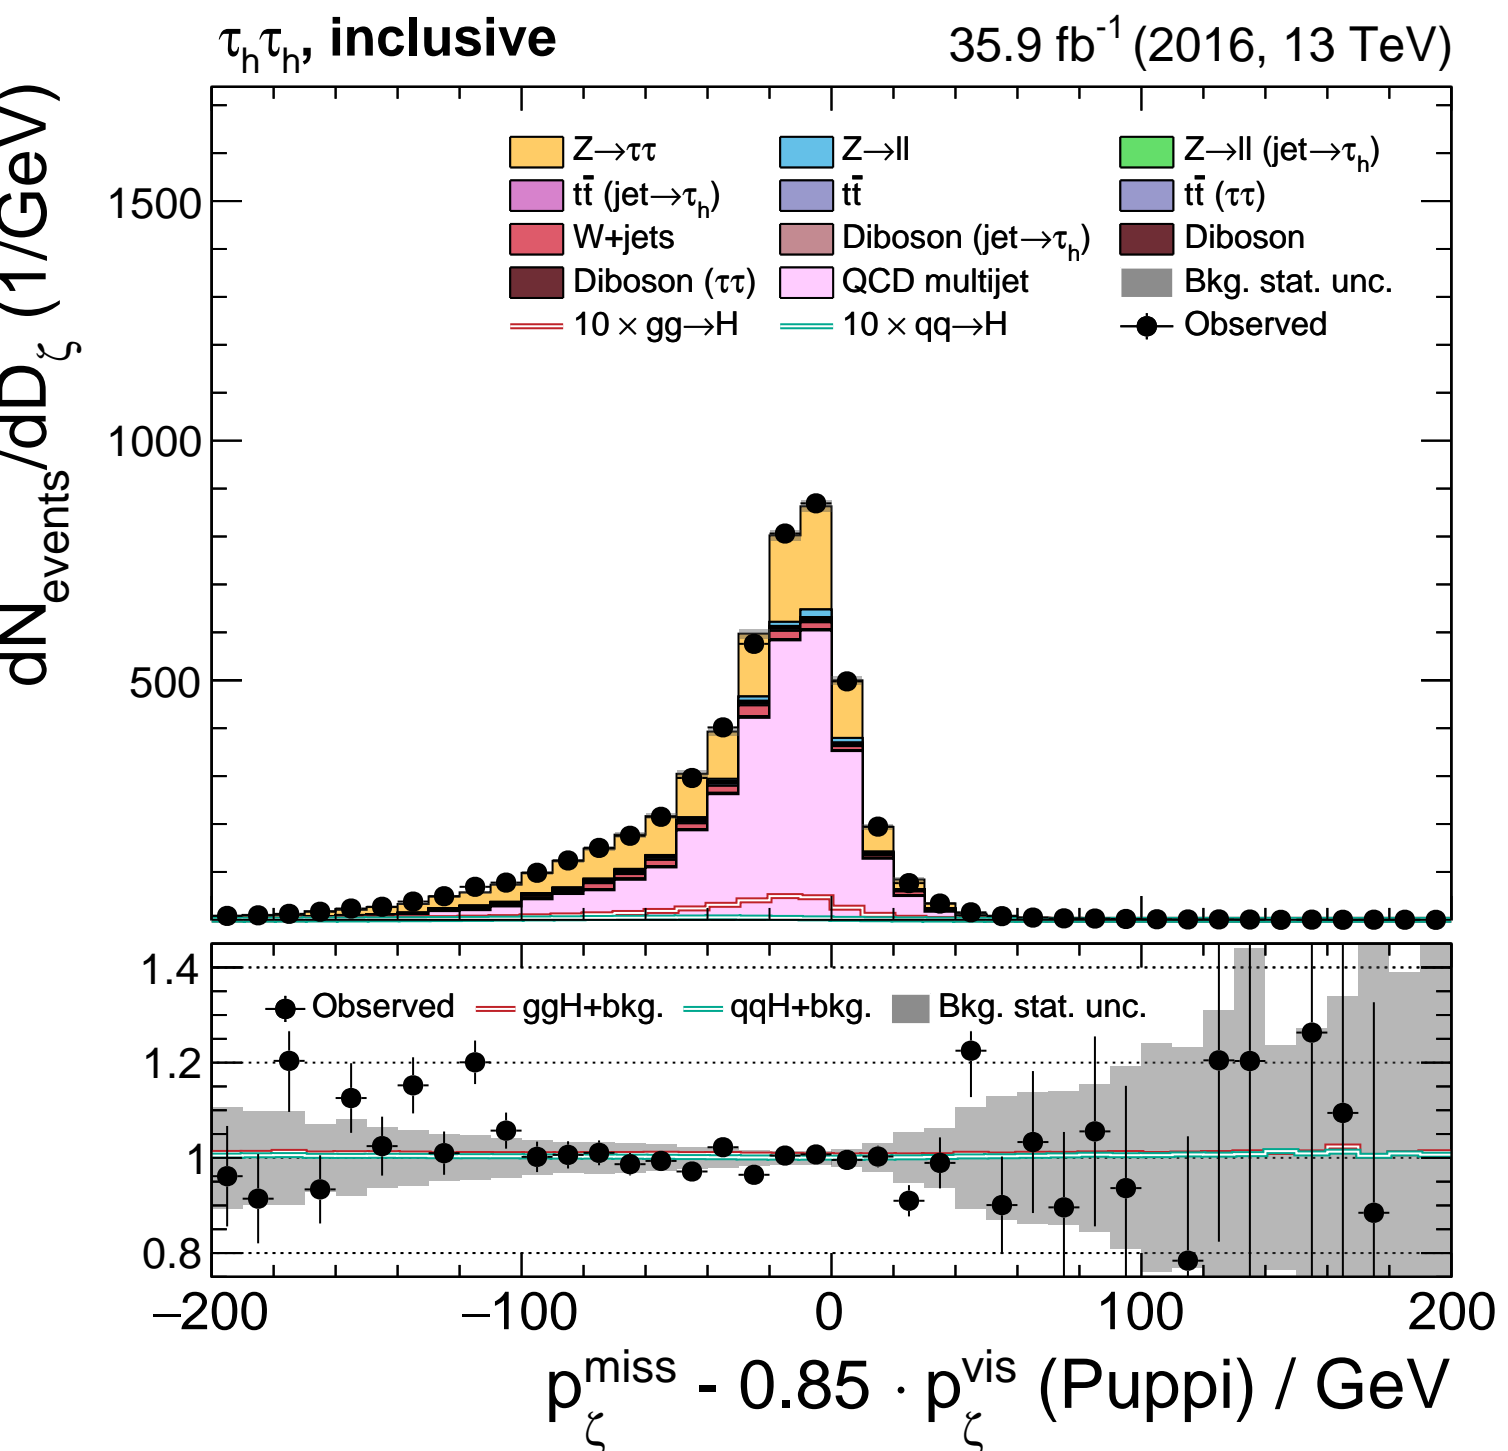 τhτh, inclusive 35.9 fb-1 (2016, 13 TeV)
dNevents/dDζ (1/GeV)
1500
1000
500
Z→ττ Z→ll Z→ll (jet→τh)
tt̄ (jet→τh) tt̄ tt̄ (ττ)
W+jets Diboson (jet→τh) Diboson
Diboson (ττ) QCD multijet Bkg. stat. unc.
10 × gg→H 10 × qq→H Observed
1.4
1.2
1
0.8
Observed ggH+bkg. qqH+bkg. Bkg. stat. unc.
−200 −100 0 100 200
pζmiss - 0.85 · pζvis (Puppi) / GeV